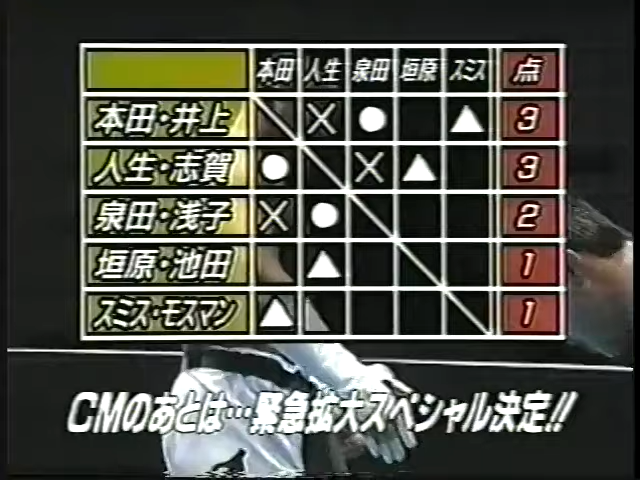 本田 人生 泉田 垣原 スミス 点
本田・井上 × ● ▲ 3
人生・志賀 ● × ▲ 3
泉田・浅子 × ● 2
垣原・池田 ▲ 1
スミス・モスマン ▲ 1
CMのあとは…緊急拡大スペシャル決定!!